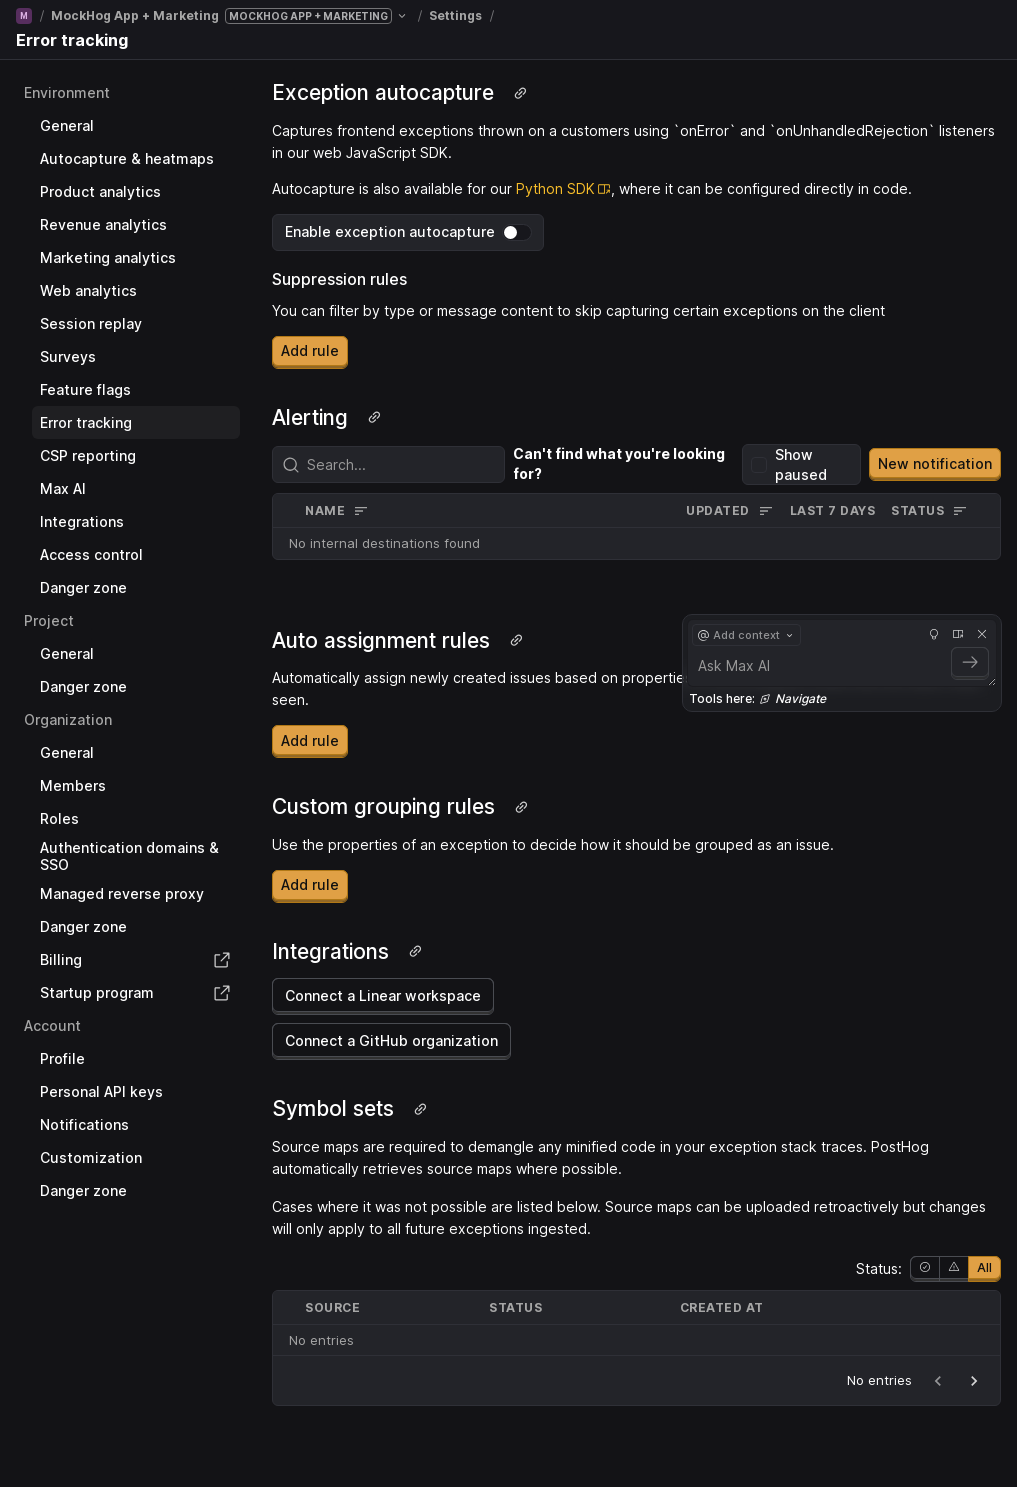 M / MockHog App + Marketing MOCKHOG APP + MARKETING / Settings /
Error tracking
Environment
General
Autocapture & heatmaps
Product analytics
Revenue analytics
Marketing analytics
Web analytics
Session replay
Surveys
Feature flags
Error tracking
CSP reporting
Max AI
Integrations
Access control
Danger zone
Project
General
Danger zone
Organization
General
Members
Roles
Authentication domains &
SSO
Managed reverse proxy
Danger zone
Billing
Startup program
Account
Profile
Personal API keys
Notifications
Customization
Danger zone
Exception autocapture
Captures frontend exceptions thrown on a customers using `onError` and `onUnhandledRejection` listeners
in our web JavaScript SDK.
Autocapture is also available for our Python SDK, where it can be configured directly in code.
Enable exception autocapture
Suppression rules
You can filter by type or message content to skip capturing certain exceptions on the client
Add rule
Alerting
Search...
Can't find what you're looking
for?
Show
paused
New notification
NAME UPDATED LAST 7 DAYS STATUS
No internal destinations found
Auto assignment rules
Automatically assign newly created issues based on propertie
seen.
Add rule
@ Add context
Ask Max AI
Tools here: Navigate
Custom grouping rules
Use the properties of an exception to decide how it should be grouped as an issue.
Add rule
Integrations
Connect a Linear workspace
Connect a GitHub organization
Symbol sets
Source maps are required to demangle any minified code in your exception stack traces. PostHog
automatically retrieves source maps where possible.
Cases where it was not possible are listed below. Source maps can be uploaded retroactively but changes
will only apply to all future exceptions ingested.
Status: All
SOURCE STATUS CREATED AT
No entries
No entries